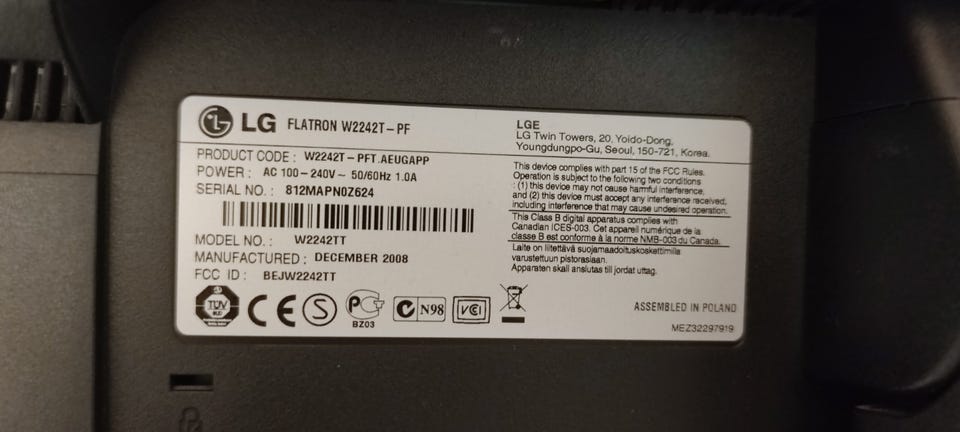 LG FLATRON W2242T-PF
PRODUCT CODE : W2242T-PFT.AEUGAPP
POWER : AC 100-240V~ 50/60Hz 1.0A
SERIAL NO. : 812MAPN0Z624
MODEL NO. : W2242TT
MANUFACTURED : DECEMBER 2008
FCC ID : BEJW2242TT
TÜV
CE
S
PG
BZ03
C N98
VCI
LGE
LG Twin Towers, 20, Yoido-Dong,
Youngdungpo-Gu, Seoul, 150-721, Korea.
This device complies with part 15 of the FCC Rules.
Operation is subject to the following two conditions
: (1) this device may not cause harmful interference,
and (2) this device must accept any interference received,
including interference that may cause undesired operation.
This Class B digital apparatus complies with
Canadian ICES-003. Cet appareil numérique de la
classe B est conforme à la norme NMB-003 du Canada.
Laite on liitettävä suojamaadoituskoskettimilla
varustettuun pistorasiaan.
Apparaten skall anslutas till jordat uttag.
ASSEMBLED IN POLAND
MEZ32297919